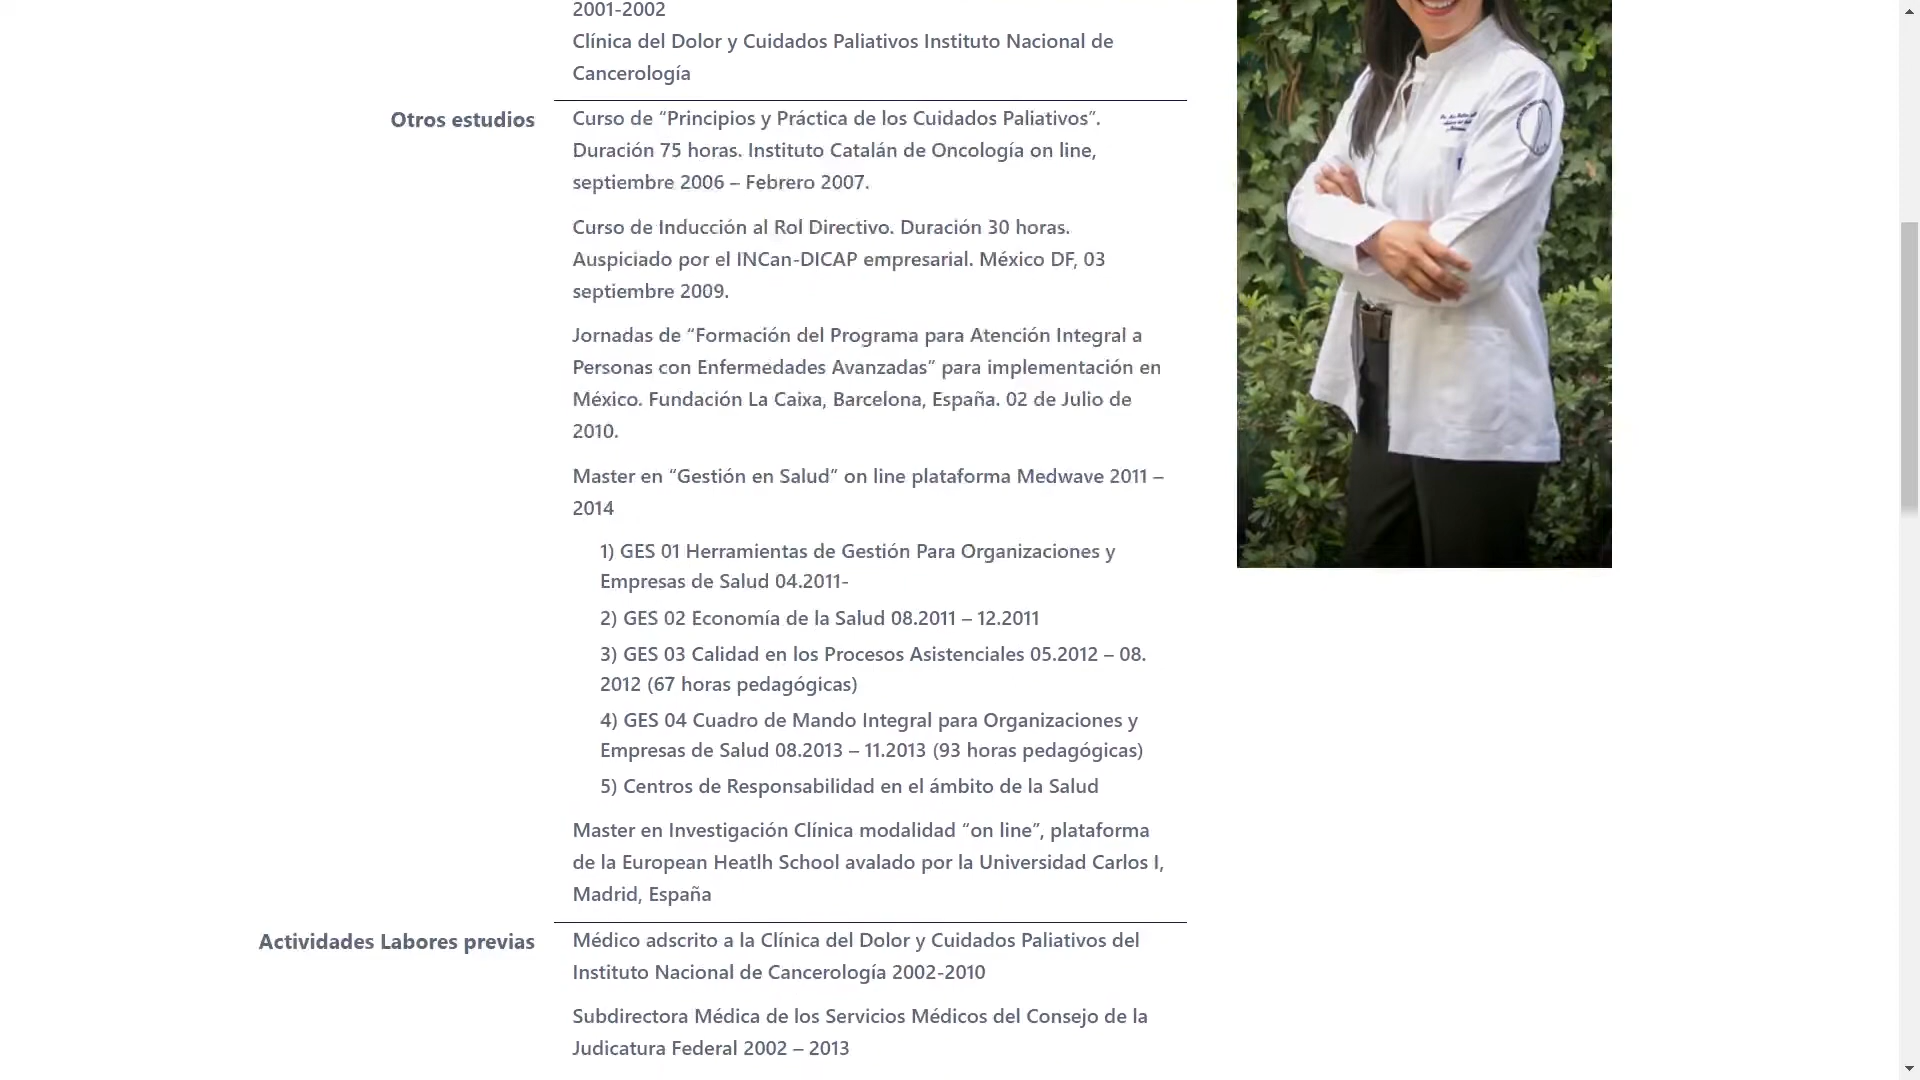 2001-2002
Clínica del Dolor y Cuidados Paliativos Instituto Nacional de
Cancerología
Otros estudios
Curso de “Principios y Práctica de los Cuidados Paliativos”.
Duración 75 horas. Instituto Catalán de Oncología on line,
septiembre 2006 – Febrero 2007.
Curso de Inducción al Rol Directivo. Duración 30 horas.
Auspiciado por el INCan-DICAP empresarial. México DF, 03
septiembre 2009.
Jornadas de “Formación del Programa para Atención Integral a
Personas con Enfermedades Avanzadas” para implementación en
México. Fundación La Caixa, Barcelona, España. 02 de Julio de
2010.
Master en “Gestión en Salud” on line plataforma Medwave 2011 –
2014
1) GES 01 Herramientas de Gestión Para Organizaciones y
Empresas de Salud 04.2011-
2) GES 02 Economía de la Salud 08.2011 – 12.2011
3) GES 03 Calidad en los Procesos Asistenciales 05.2012 – 08.
2012 (67 horas pedagógicas)
4) GES 04 Cuadro de Mando Integral para Organizaciones y
Empresas de Salud 08.2013 – 11.2013 (93 horas pedagógicas)
5) Centros de Responsabilidad en el ámbito de la Salud
Master en Investigación Clínica modalidad “on line”, plataforma
de la European Heatlh School avalado por la Universidad Carlos I,
Madrid, España
Actividades Labores previas
Médico adscrito a la Clínica del Dolor y Cuidados Paliativos del
Instituto Nacional de Cancerología 2002-2010
Subdirectora Médica de los Servicios Médicos del Consejo de la
Judicatura Federal 2002 – 2013